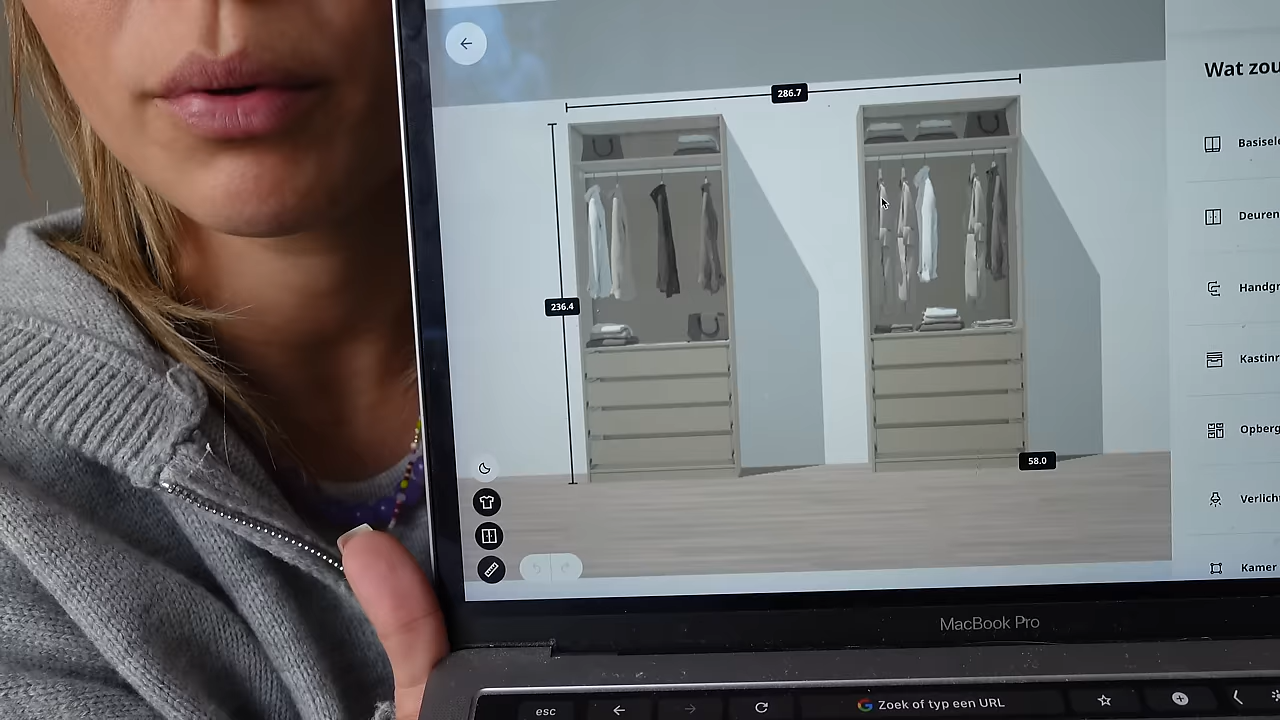 286.7
Wat zou
Basisele
Deuren
236.4
Handgr
Kastinr
Opberg
58.0
Verlich
Kamer
MacBook Pro
esc
Zoek of typ een URL